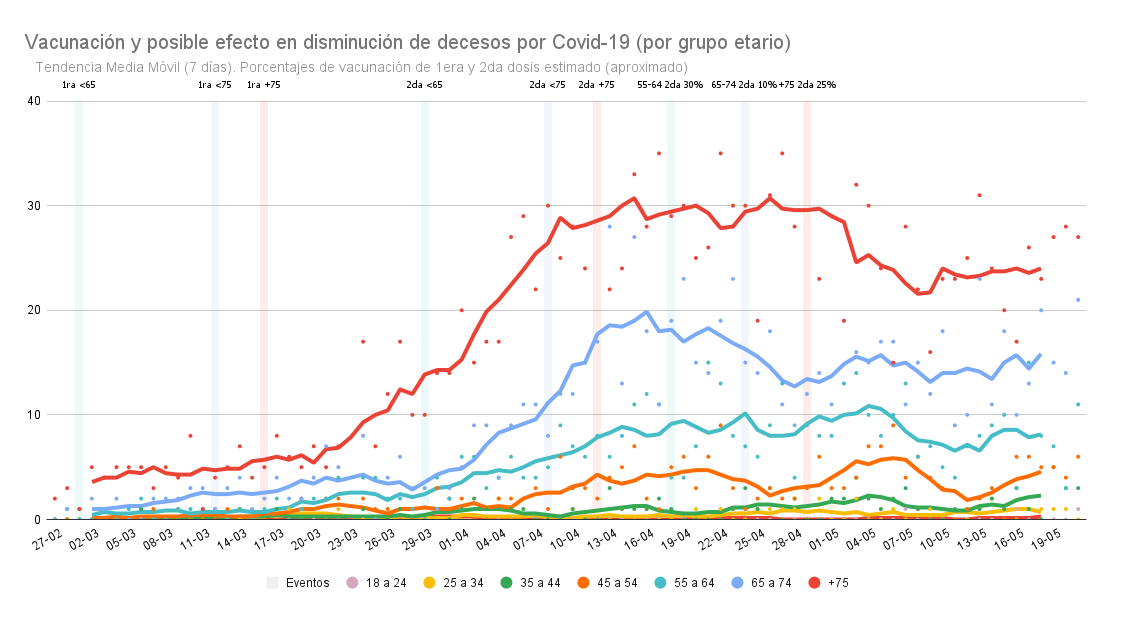 Vacunación y posible efecto en disminución de decesos por Covid-19 (por grupo etario)
Tendencia Media Móvil (7 días). Porcentajes de vacunación de 1era y 2da dosis estimado (aproximado)
1ra <65 1ra <75 1ra +75 2da <65 2da <75 2da +75 55-64 2da 30% 65-74 2da 10% +75 2da 25%
40
30
20
10
0
27-02 02-03 05-03 08-03 11-03 14-03 17-03 20-03 23-03 26-03 29-03 01-04 04-04 07-04 10-04 13-04 16-04 19-04 22-04 25-04 28-04 01-05 04-05 07-05 10-05 13-05 16-05 19-05
Eventos 18 a 24 25 a 34 35 a 44 45 a 54 55 a 64 65 a 74 +75